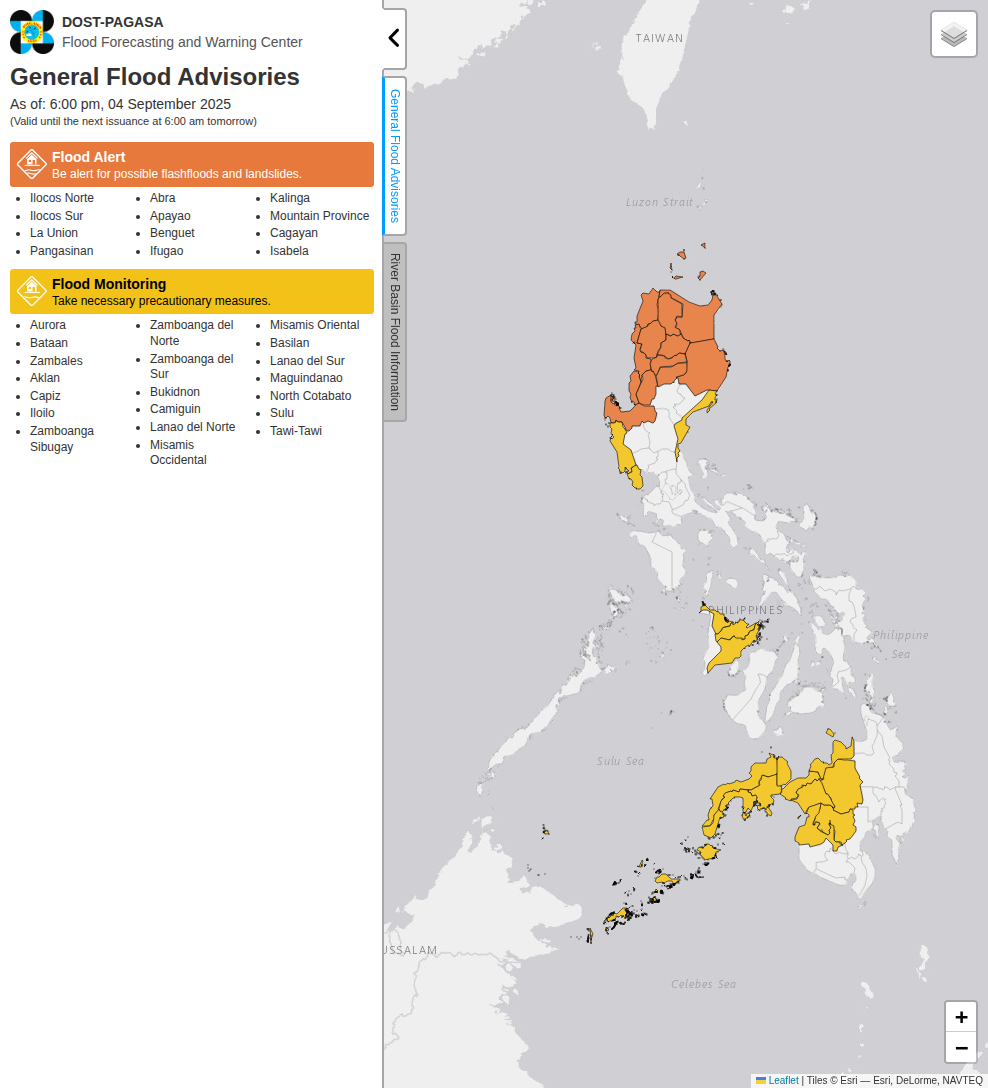 DOST-PAGASA
Flood Forecasting and Warning Center
General Flood Advisories
As of: 6:00 pm, 04 September 2025
(Valid until the next issuance at 6:00 am tomorrow)
Flood Alert
Be alert for possible flashfloods and landslides.
Ilocos Norte
Ilocos Sur
La Union
Pangasinan
Abra
Apayao
Benguet
Ifugao
Kalinga
Mountain Province
Cagayan
Isabela
Flood Monitoring
Take necessary precautionary measures.
Aurora
Bataan
Zambales
Aklan
Capiz
Iloilo
Zamboanga
Sibugay
Zamboanga del
Norte
Zamboanga del
Sur
Bukidnon
Camiguin
Lanao del Norte
Misamis
Occidental
Misamis Oriental
Basilan
Lanao del Sur
Maguindanao
North Cotabato
Sulu
Tawi-Tawi
General Flood Advisories
River Basin Flood Information
TAIWAN
Luzon Strait
PHILIPPINES
Philippine
Sea
Sulu Sea
USSALAM
Celebes Sea
+
−
Leaflet | Tiles © Esri — Esri, DeLorme, NAVTEQ